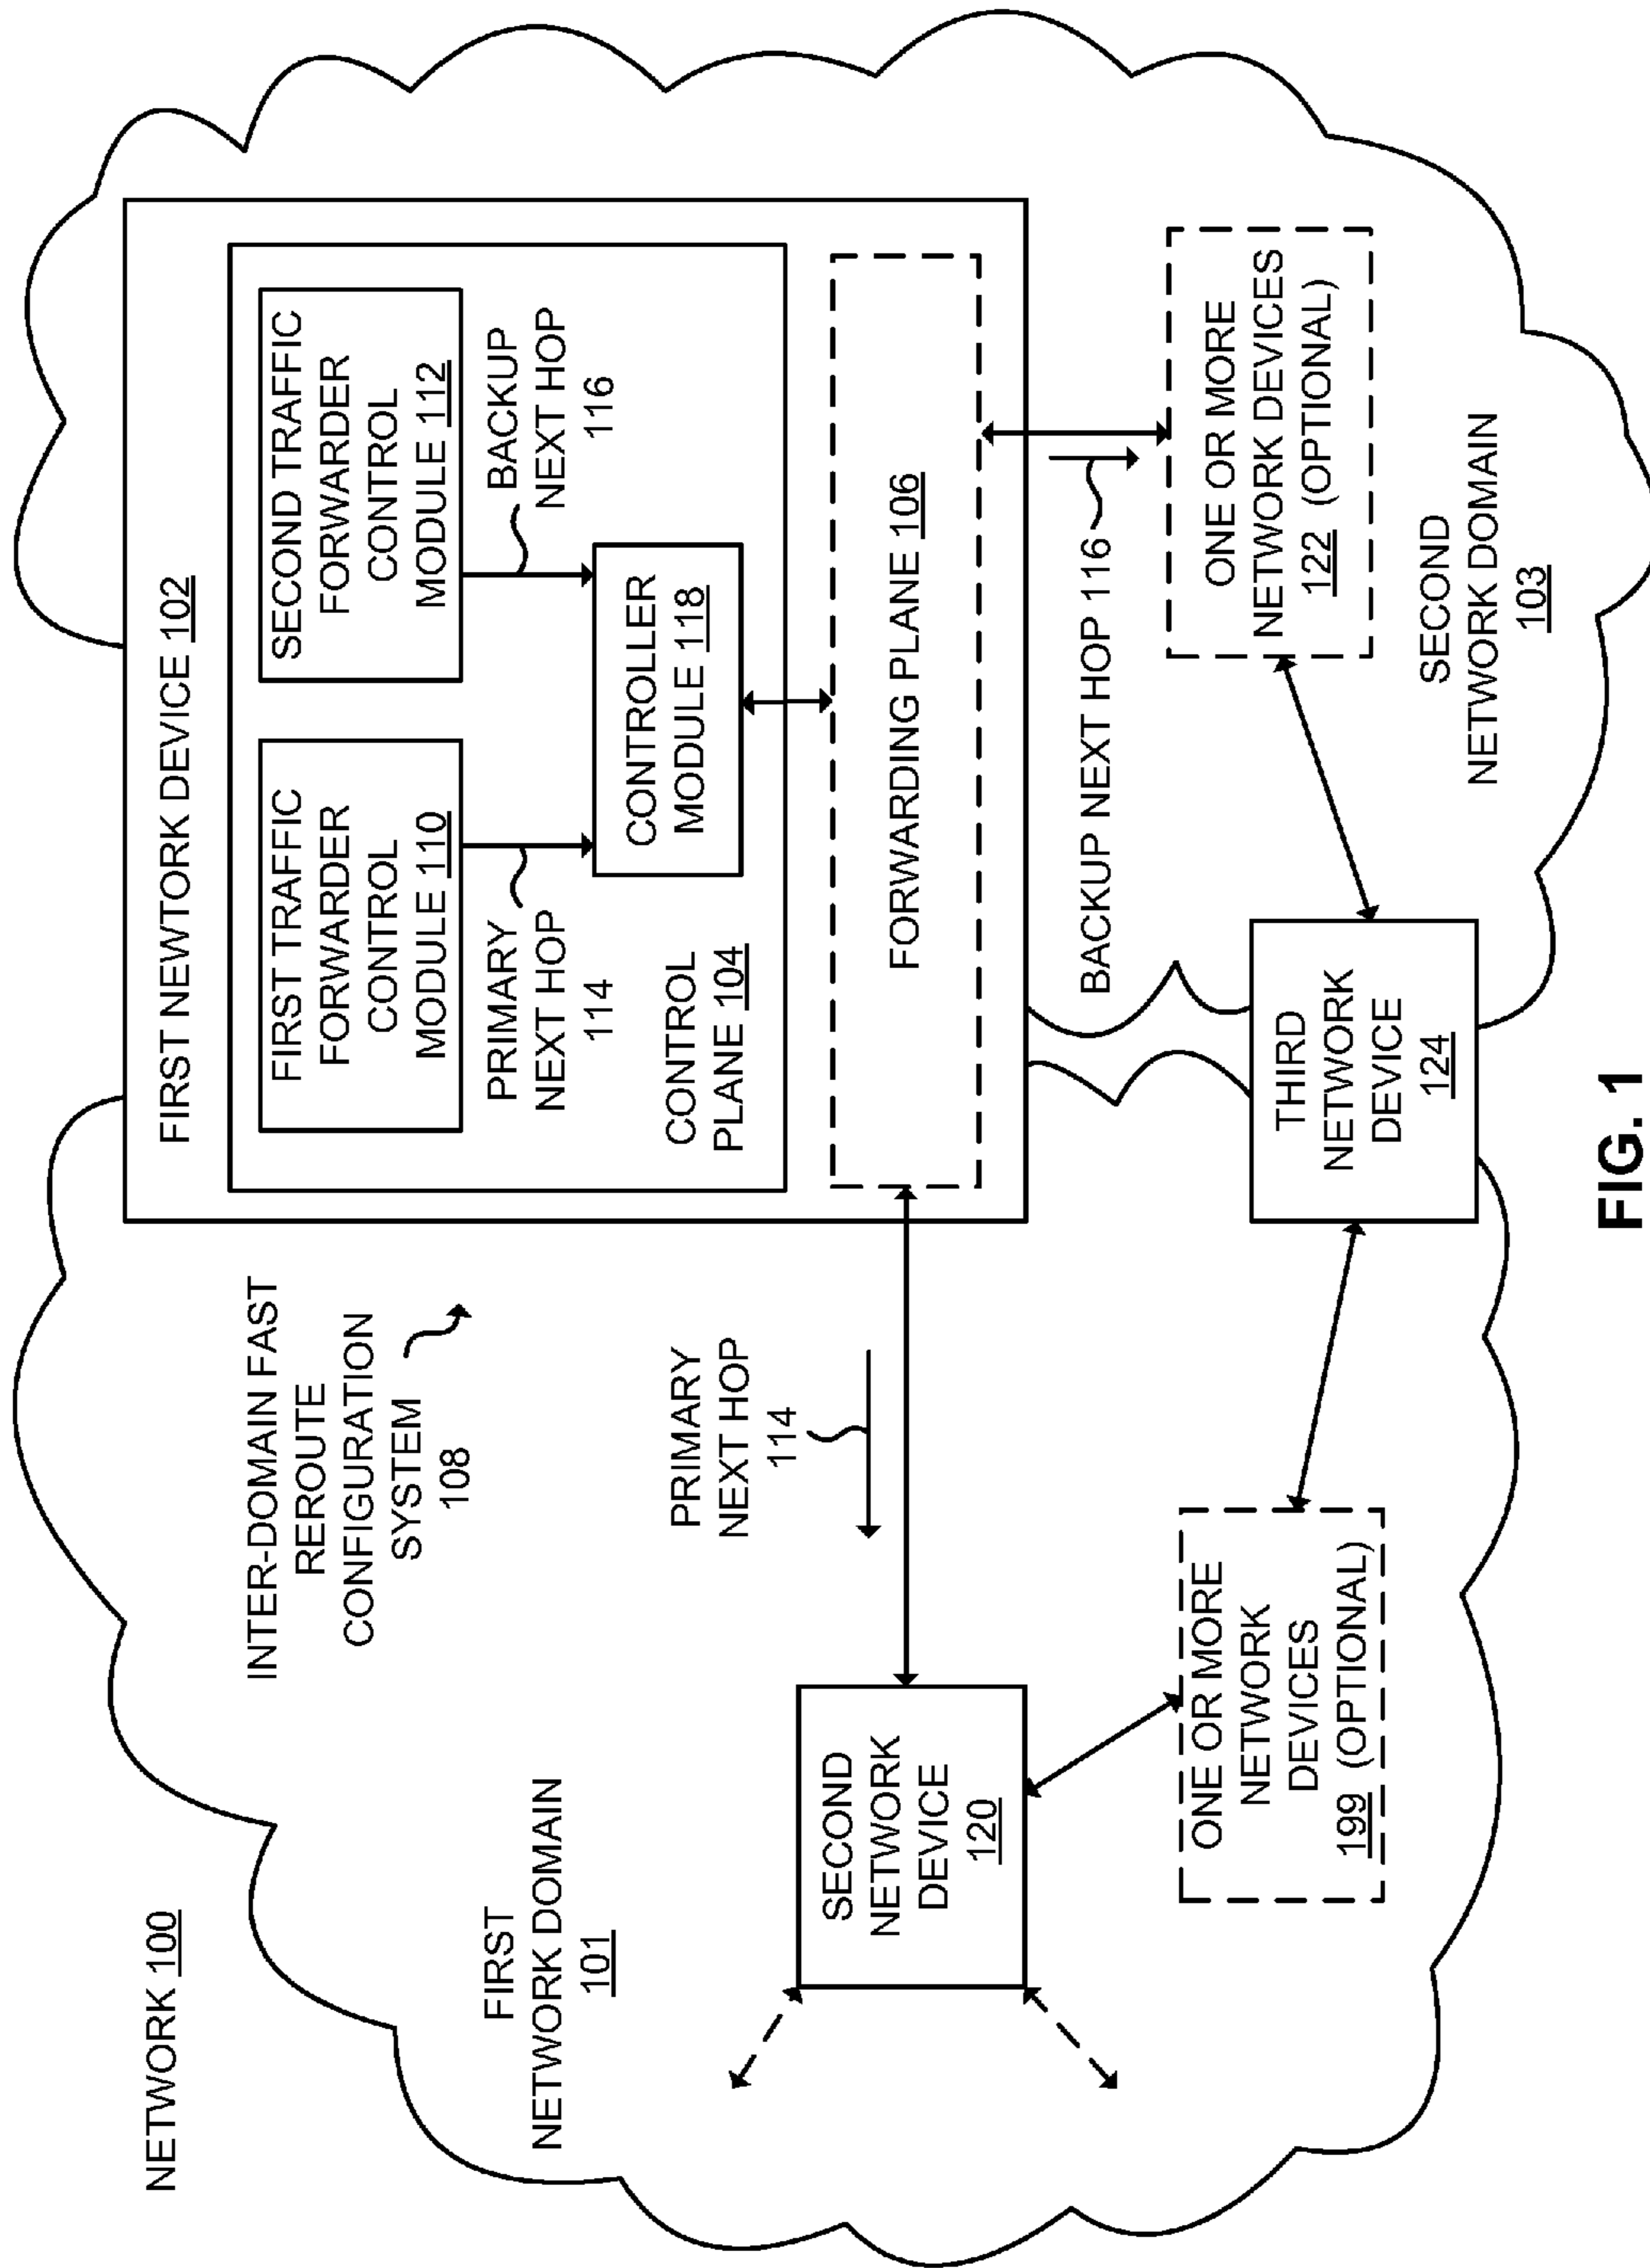 NETWORK 100
FIRST
NETWORK DOMAIN
101
INTER-DOMAIN FAST
REROUTE
CONFIGURATION
SYSTEM
108
FIRST NEWTORK DEVICE 102
FIRST TRAFFIC
FORWARDER
CONTROL
MODULE 110
SECOND TRAFFIC
FORWARDER
CONTROL
MODULE 112
PRIMARY
NEXT HOP
114
BACKUP
NEXT HOP
116
CONTROLLER
MODULE 118
CONTROL
PLANE 104
FORWARDING PLANE 106
PRIMARY
NEXT HOP
114
BACKUP NEXT HOP 116
SECOND
NETWORK
DEVICE
120
ONE OR MORE
NETWORK
DEVICES
199 (OPTIONAL)
THIRD
NETWORK
DEVICE
124
ONE OR MORE
NETWORK DEVICES
122 (OPTIONAL)
SECOND
NETWORK DOMAIN
103
FIG. 1